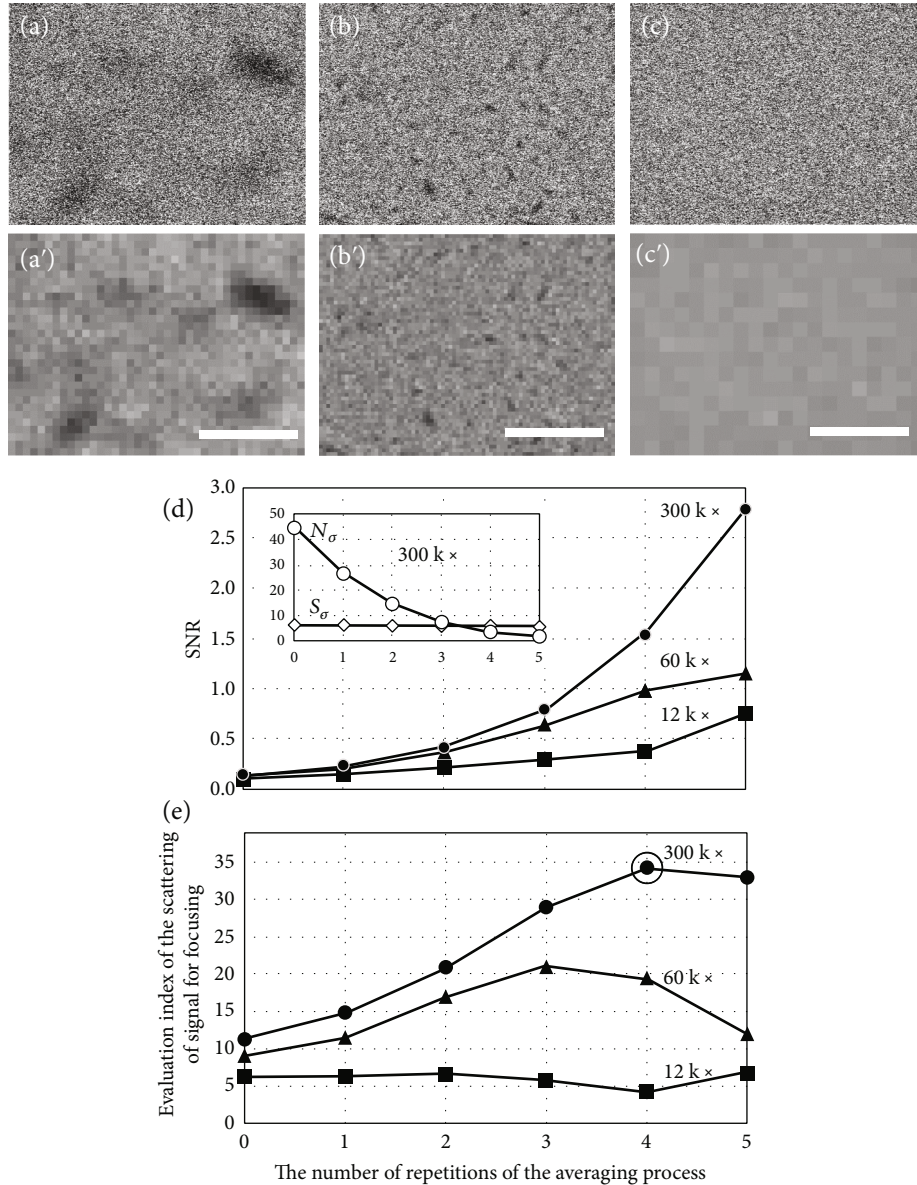 (a)
(b)
(c)
(a′)
(b′)
(c′)
(d)
3.0
2.5
2.0
1.5
1.0
0.5
0.0
SNR
50
40
30
20
10
0
0 1 2 3 4 5
Nσ
Sσ
300 k ×
300 k ×
60 k ×
12 k ×
(e)
35
30
25
20
15
10
5
0
Evaluation index of the scattering
of signal for focusing
300 k ×
60 k ×
12 k ×
0 1 2 3 4 5
The number of repetitions of the averaging process